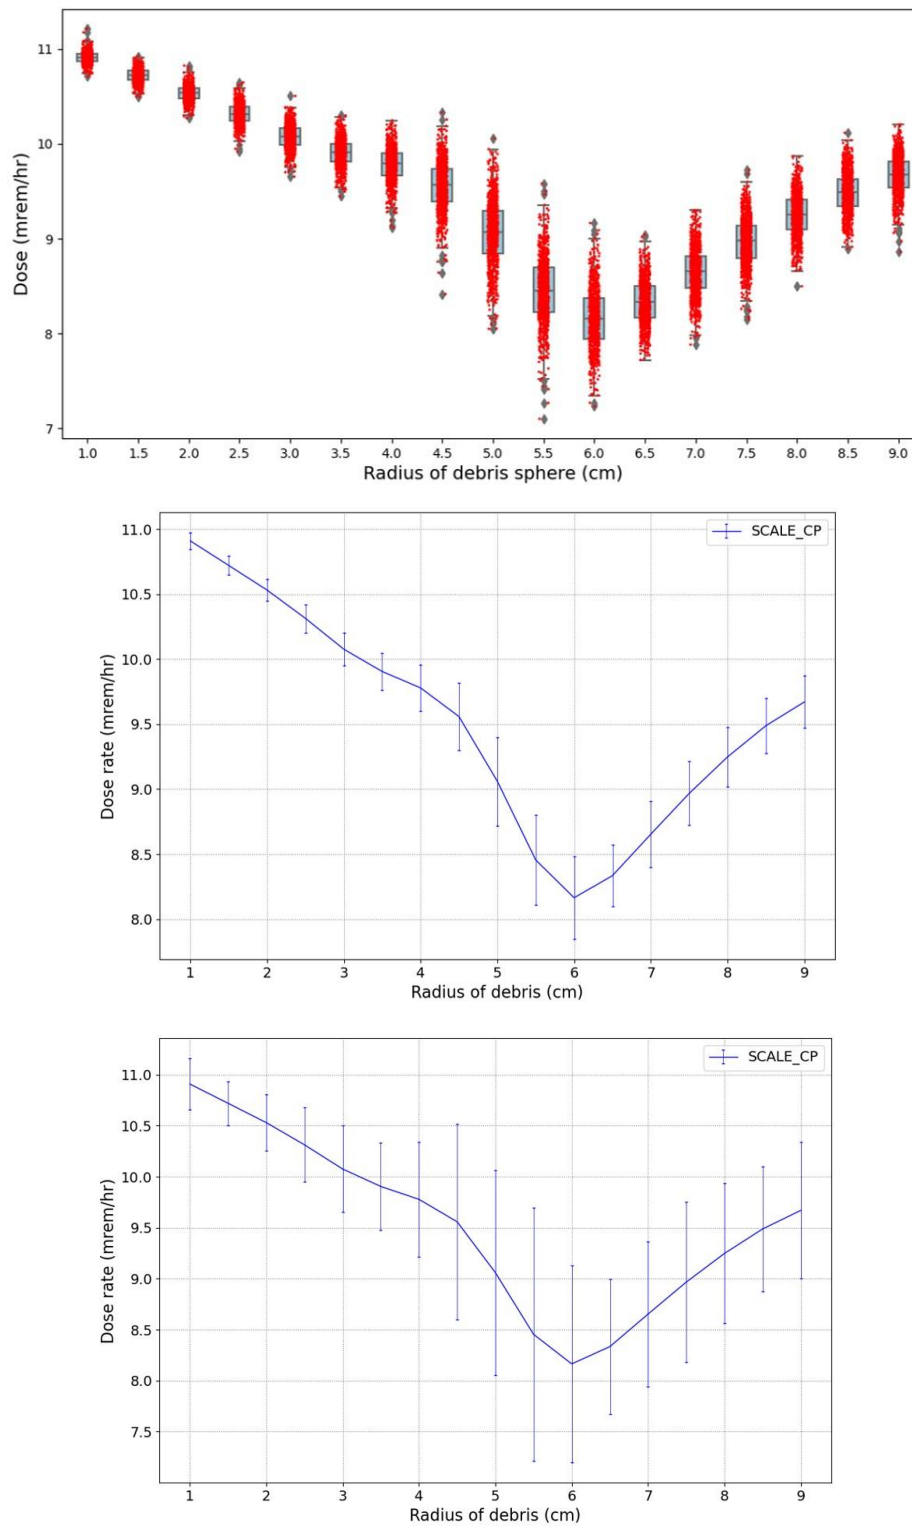 11
10
9
8
7
Dose (mrem/hr)
1.0 1.5 2.0 2.5 3.0 3.5 4.0 4.5 5.0 5.5 6.0 6.5 7.0 7.5 8.0 8.5 9.0
Radius of debris sphere (cm)
SCALE_CP
11.0
10.5
10.0
9.5
9.0
8.5
8.0
Dose rate (mrem/hr)
1 2 3 4 5 6 7 8 9
Radius of debris (cm)
SCALE_CP
11.0
10.5
10.0
9.5
9.0
8.5
8.0
7.5
Dose rate (mrem/hr)
1 2 3 4 5 6 7 8 9
Radius of debris (cm)